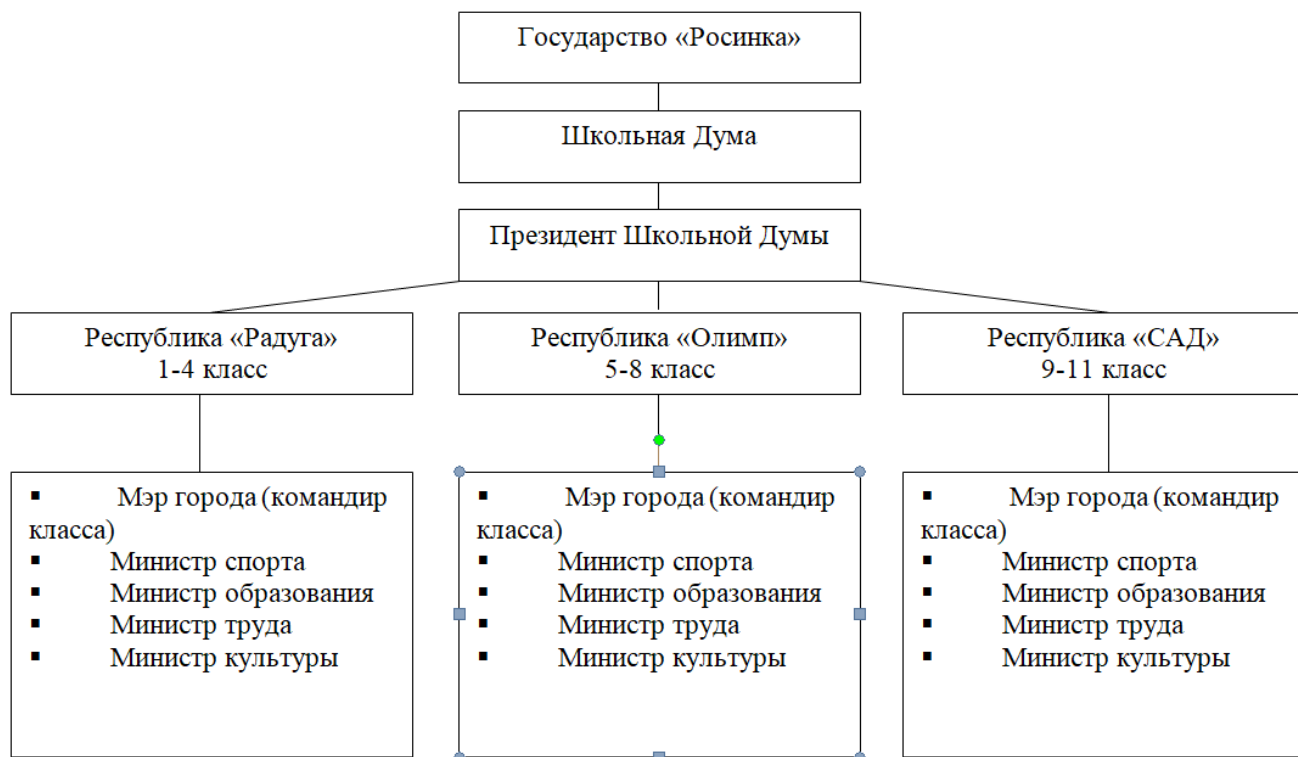 Государство «Росинка»
Школьная Дума
Президент Школьной Думы
Республика «Радуга»
1-4 класс
Республика «Олимп»
5-8 класс
Республика «САД»
9-11 класс
▪ Мэр города (командир
класса)
▪ Министр спорта
▪ Министр образования
▪ Министр труда
▪ Министр культуры
▪ Мэр города (командир
класса)
▪ Министр спорта
▪ Министр образования
▪ Министр труда
▪ Министр культуры
▪ Мэр города (командир
класса)
▪ Министр спорта
▪ Министр образования
▪ Министр труда
▪ Министр культуры